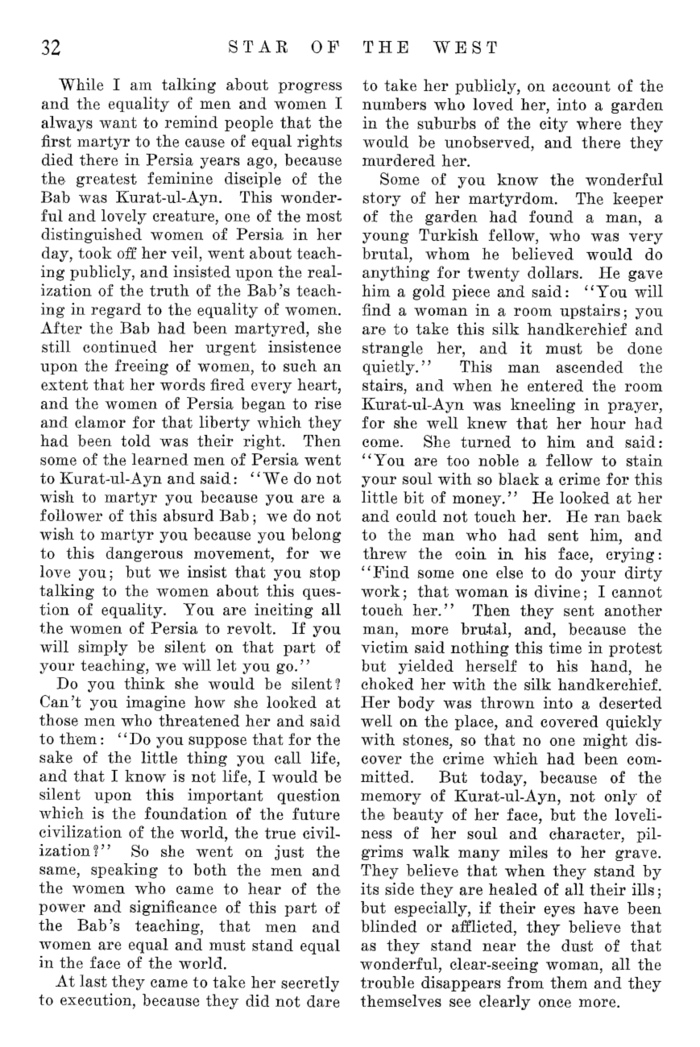 32
STAR OF THE WEST
While I am talking about progress
and the equality of men and women I
always want to remind people that the
first martyr to the cause of equal rights
died there in Persia years ago, because
the greatest feminine disciple of the
Bab was Kurat-ul-Ayn. This wonder-
ful and lovely creature, one of the most
distinguished women of Persia in her
day, took off her veil, went about teach-
ing publicly, and insisted upon the real-
ization of the truth of the Bab's teach-
ing in regard to the equality of women.
After the Bab had been martyred, she
still continued her urgent insistence
upon the freeing of women, to such an
extent that her words fired every heart,
and the women of Persia began to rise
and clamor for that liberty which they
had been told was their right. Then
some of the learned men of Persia went
to Kurat-ul-Ayn and said: "We do not
wish to martyr you because you are a
follower of this absurd Bab; we do not
wish to martyr you because you belong
to this dangerous movement, for we
love you; but we insist that you stop
talking to the women about this ques-
tion of equality. You are inciting all
the women of Persia to revolt. If you
will simply be silent on that part of
your teaching, we will let you go."
Do you think she would be silent?
Can't you imagine how she looked at
those men who threatened her and said
to them: "Do you suppose that for the
sake of the little thing you call life,
and that I know is not life, I would be
silent upon this important question
which is the foundation of the future
civilization of the world, the true civil-
ization?" So she went on just the
same, speaking to both the men and
the women who came to hear of the
power and significance of this part of
the Bab's teaching, that men and
women are equal and must stand equal
in the face of the world.
At last they came to take her secretly
to execution, because they did not dare
to take her publicly, on account of the
numbers who loved her, into a garden
in the suburbs of the city where they
would be unobserved, and there they
murdered her.
Some of you know the wonderful
story of her martyrdom. The keeper
of the garden had found a man, a
young Turkish fellow, who was very
brutal, whom he believed would do
anything for twenty dollars. He gave
him a gold piece and said: "You will
find a woman in a room upstairs; you
are to take this silk handkerchief and
strangle her, and it must be done
quietly." This man ascended the
stairs, and when he entered the room
Kurat-ul-Ayn was kneeling in prayer,
for she well knew that her hour had
come. She turned to him and said:
"You are too noble a fellow to stain
your soul with so black a crime for this
little bit of money." He looked at her
and could not touch her. He ran back
to the man who had sent him, and
threw the coin in his face, crying:
"Find some one else to do your dirty
work; that woman is divine; I cannot
touch her." Then they sent another
man, more brutal, and, because the
victim said nothing this time in protest
but yielded herself to his hand, he
choked her with the silk handkerchief.
Her body was thrown into a deserted
well on the place, and covered quickly
with stones, so that no one might dis-
cover the crime which had been com-
mitted. But today, because of the
memory of Kurat-ul-Ayn, not only of
the beauty of her face, but the loveli-
ness of her soul and character, pil-
grims walk many miles to her grave.
They believe that when they stand by
its side they are healed of all their ills;
but especially, if their eyes have been
blinded or afflicted, they believe that
as they stand near the dust of that
wonderful, clear-seeing woman, all the
trouble disappears from them and they
themselves see clearly once more.